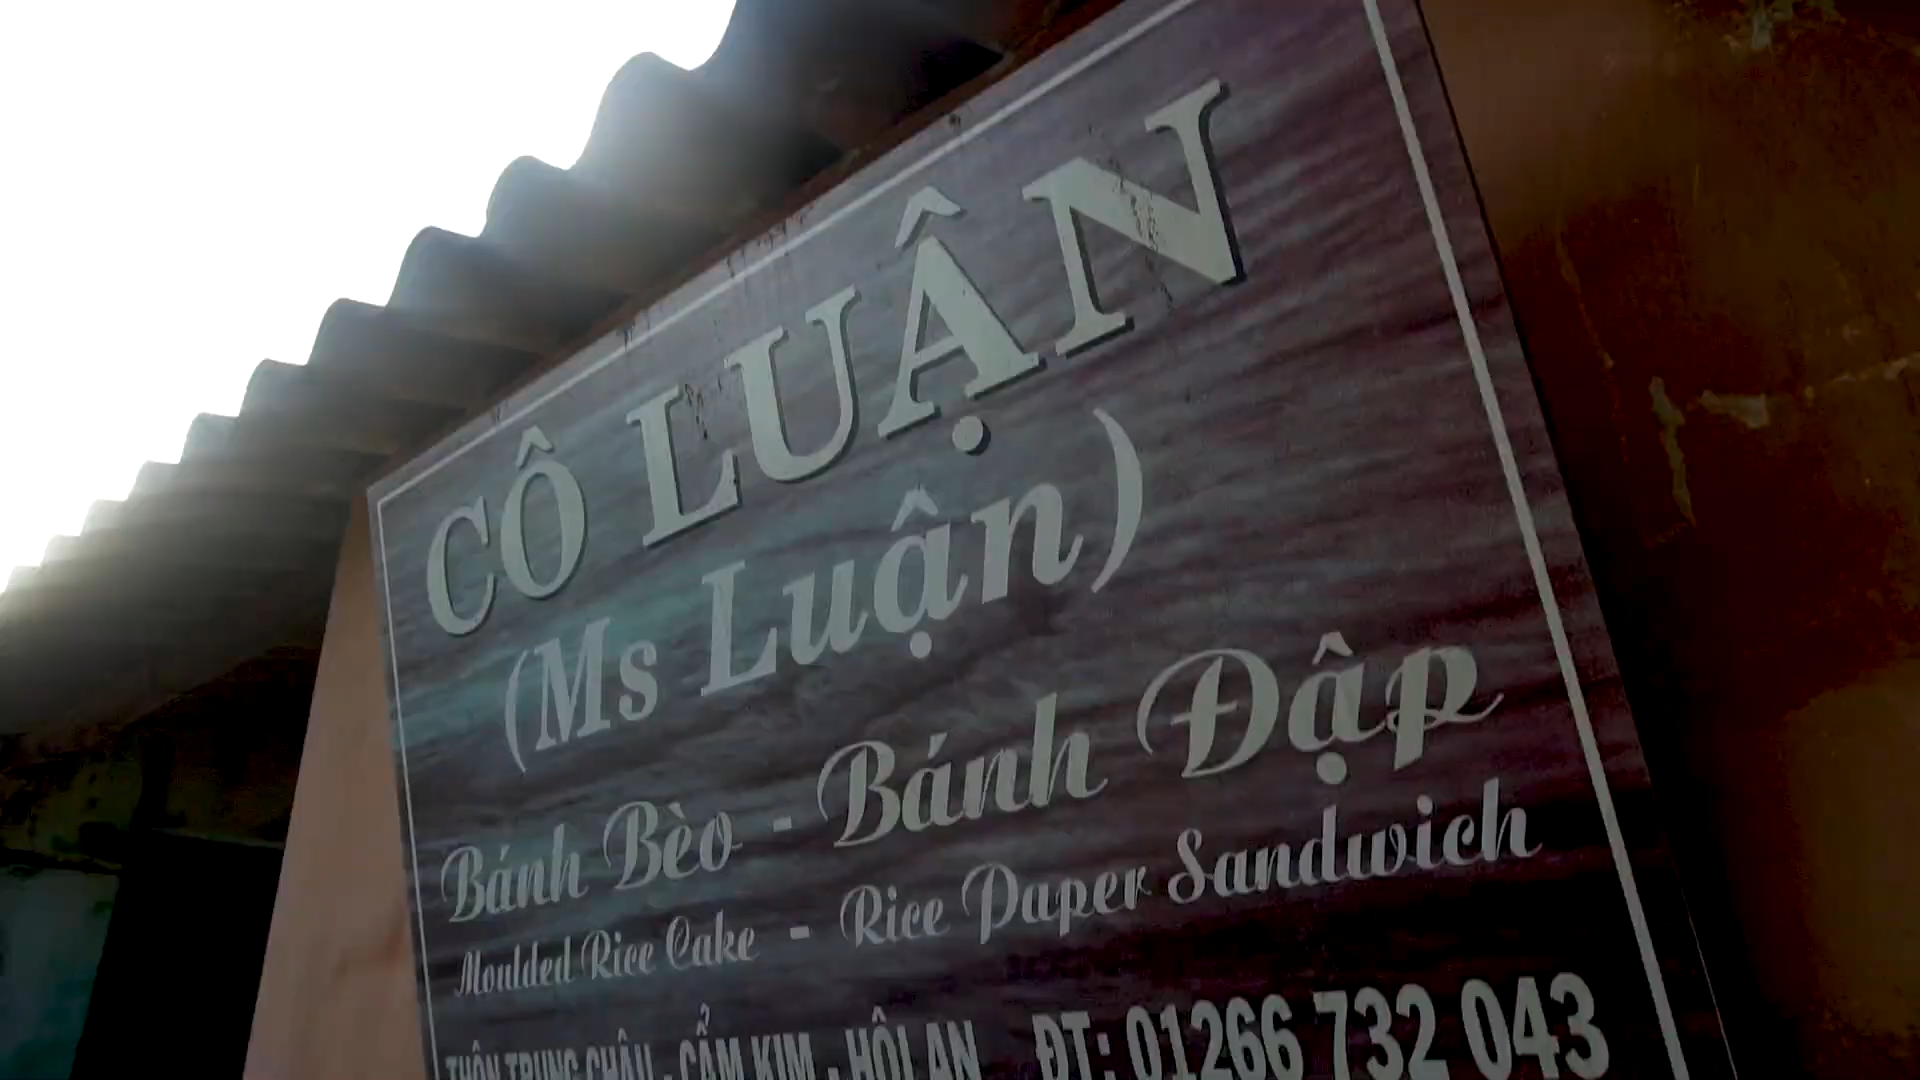 CÔ LUẬN
(Ms Luận)
Bánh Bèo - Bánh Đập
Moulded Rice Cake - Rice Paper Sandwich
THÔN TRUNG CHÂU - CẨM KIM - HỘI AN ĐT: 01266 732 043